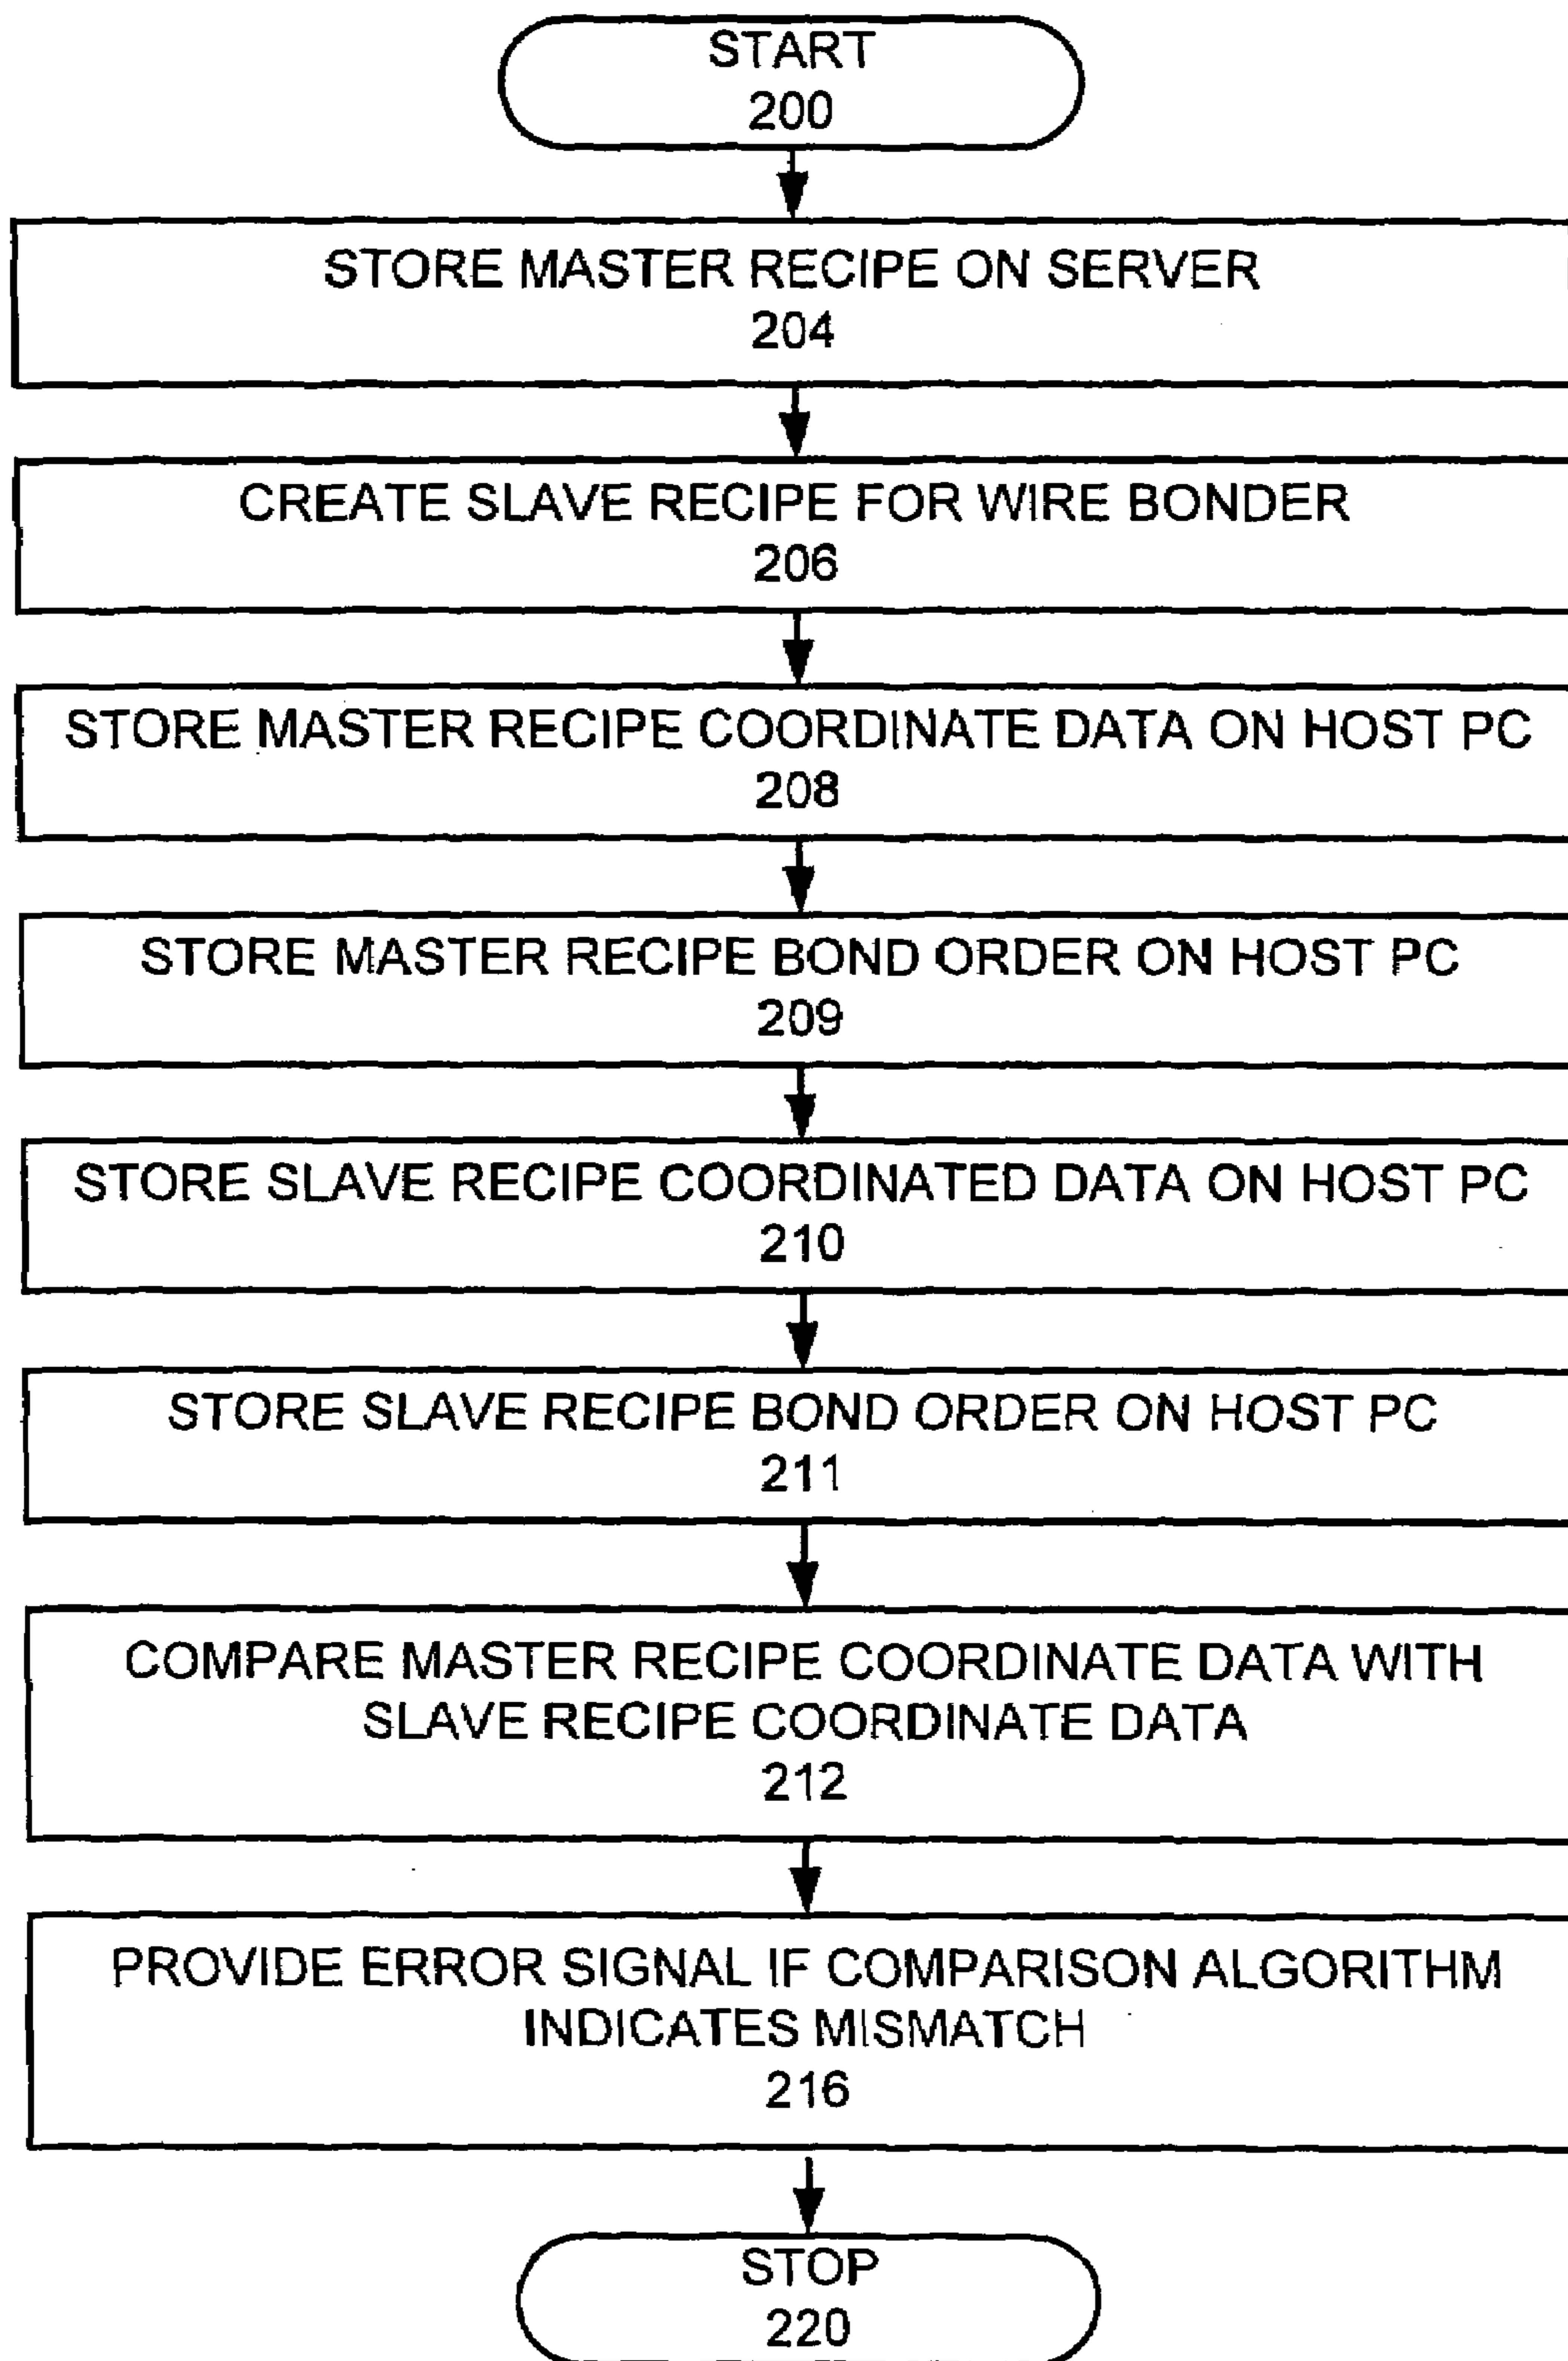 START
200
STORE MASTER RECIPE ON SERVER
204
CREATE SLAVE RECIPE FOR WIRE BONDER
206
STORE MASTER RECIPE COORDINATE DATA ON HOST PC
208
STORE MASTER RECIPE BOND ORDER ON HOST PC
209
STORE SLAVE RECIPE COORDINATED DATA ON HOST PC
210
STORE SLAVE RECIPE BOND ORDER ON HOST PC
211
COMPARE MASTER RECIPE COORDINATE DATA WITH
SLAVE RECIPE COORDINATE DATA
212
PROVIDE ERROR SIGNAL IF COMPARISON ALGORITHM
INDICATES MISMATCH
216
STOP
220